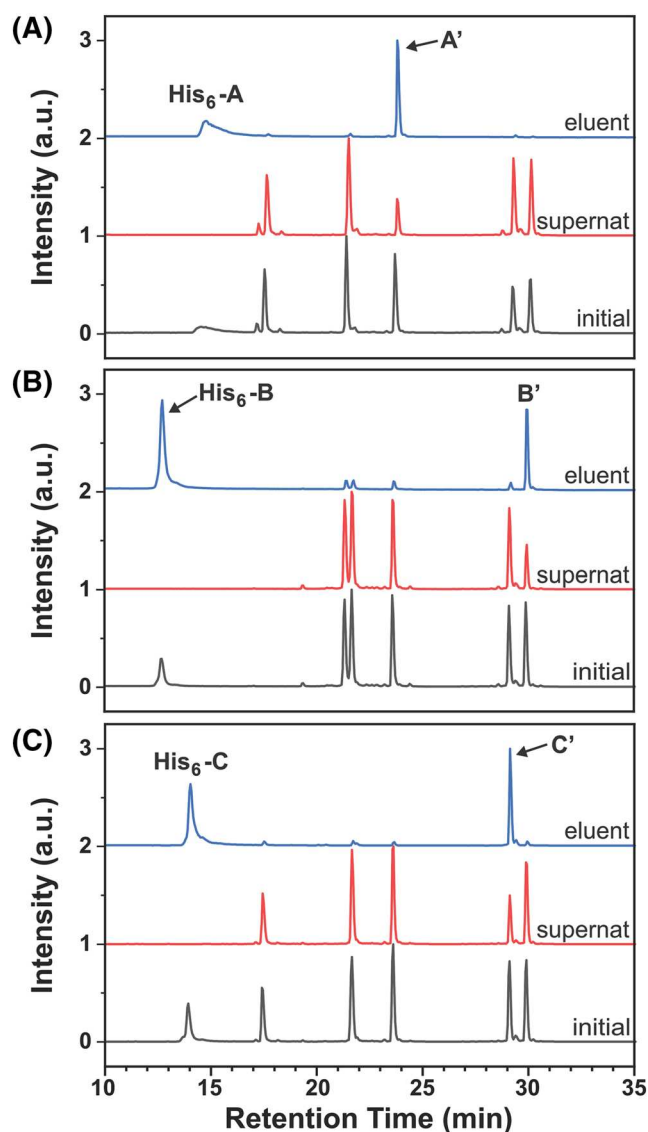 (A)
Intensity (a.u.)
3
2
1
0
His6-A
A’
eluent
supernat
initial
(B)
Intensity (a.u.)
3
2
1
0
His6-B
B’
eluent
supernat
initial
(C)
Intensity (a.u.)
3
2
1
0
His6-C
C’
eluent
supernat
initial
10 15 20 25 30 35
Retention Time (min)